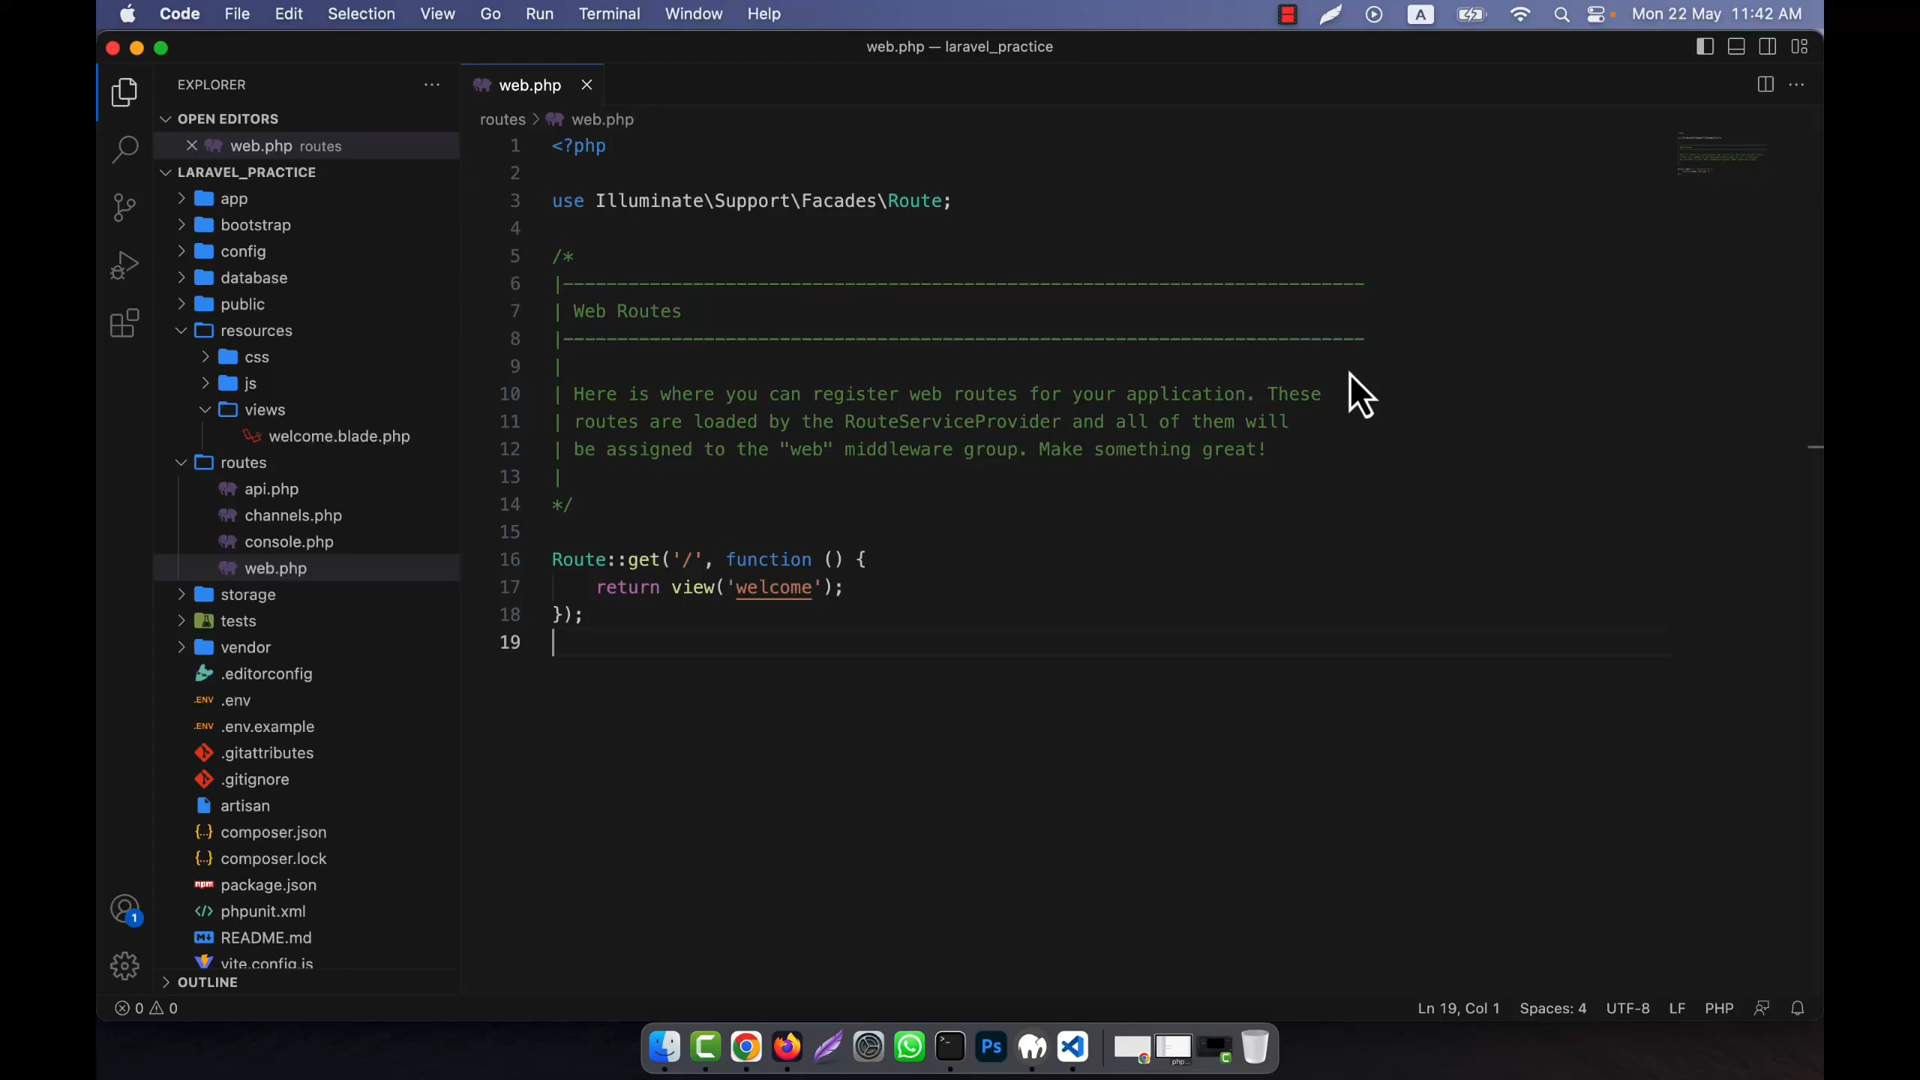 Code File Edit Selection View Go Run Terminal Window Help A Mon 22 May 11:42 AM
web.php — laravel_practice
EXPLORER
web.php
OPEN EDITORS
routes > web.php
web.php routes
LARAVEL_PRACTICE
app
bootstrap
config
database
public
resources
css
js
views
welcome.blade.php
routes
api.php
channels.php
console.php
web.php
storage
tests
vendor
.editorconfig
.ENV .env
.ENV .env.example
.gitattributes
.gitignore
artisan
{..} composer.json
{..} composer.lock
npm package.json
</> phpunit.xml
README.md
vite.config.js
OUTLINE
1 <?php
2
3 use Illuminate\Support\Facades\Route;
4
5 /*
6 |--------------------------------------------------------------------------
7 | Web Routes
8 |--------------------------------------------------------------------------
9 |
10 | Here is where you can register web routes for your application. These
11 | routes are loaded by the RouteServiceProvider and all of them will
12 | be assigned to the "web" middleware group. Make something great!
13 |
14 */
15
16 Route::get('/', function () {
17     return view('welcome');
18 });
19
1
0 0
Ln 19, Col 1 Spaces: 4 UTF-8 LF PHP
Ps
php